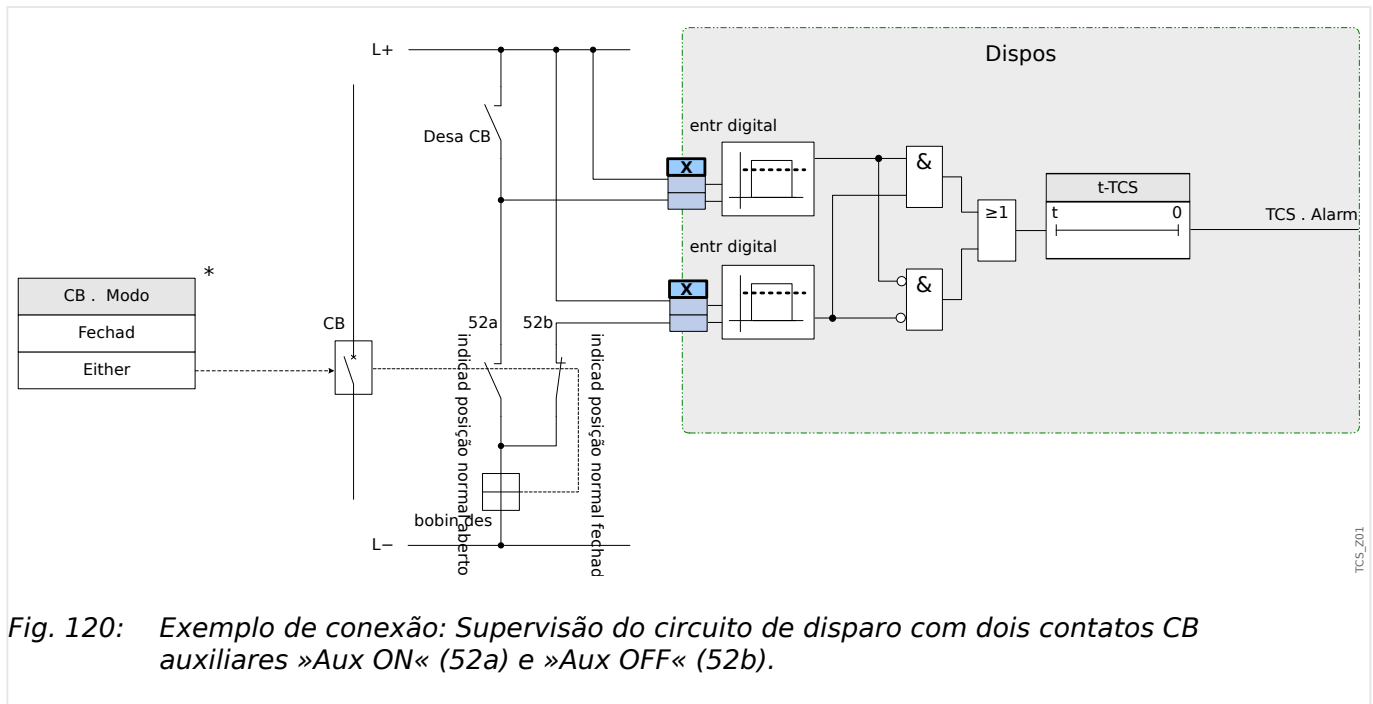 L+
Dispos
entr digital
Desa CB
X
&
t-TCS
t
0
≥1
TCS . Alarm
entr digital
*
CB . Modo
Fechad
Either
X
&
CB
52a
52b
indicad posição normal aberto
indicad posição normal fechad
bobin des
L−
TCS_Z01
Fig. 120: Exemplo de conexão: Supervisão do circuito de disparo com dois contatos CB
auxiliares »Aux ON« (52a) e »Aux OFF« (52b).